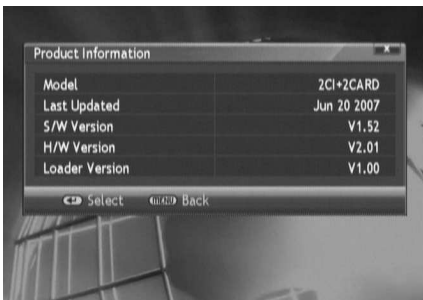 Product Information
Model 2CI+2CARD
Last Updated Jun 20 2007
S/W Version V1.52
H/W Version V2.01
Loader Version V1.00
Select MENU Back